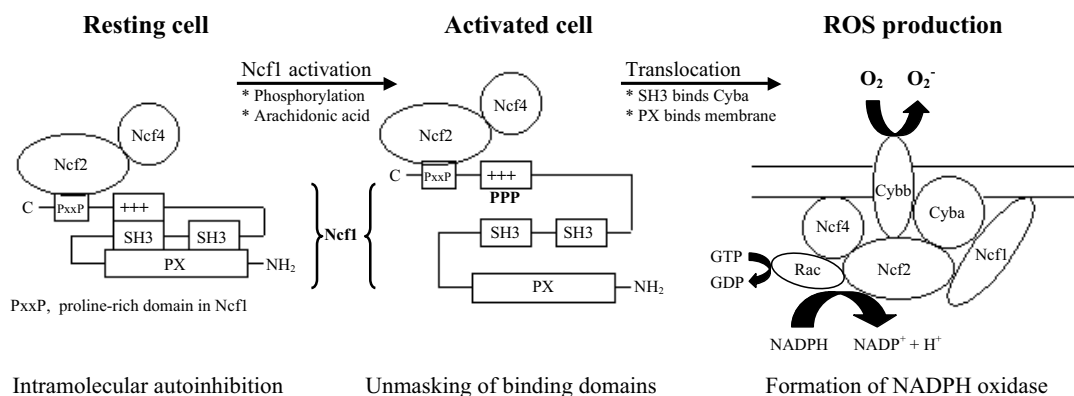 Resting cell
Activated cell
ROS production
Ncf1 activation
* Phosphorylation
* Arachidonic acid
Translocation
* SH3 binds Cyba
* PX binds membrane
Ncf4
Ncf2
C
PxxP
+++
SH3
SH3
PX
NH₂
PxxP, proline-rich domain in Ncf1
Ncf1
Ncf4
Ncf2
C
PxxP
+++
PPP
SH3
SH3
PX
NH₂
O₂
O₂⁻
Cybb
Cyba
Ncf4
Ncf1
GTP
Rac
Ncf2
GDP
NADPH
NADP⁺ + H⁺
Intramolecular autoinhibition
Unmasking of binding domains
Formation of NADPH oxidase